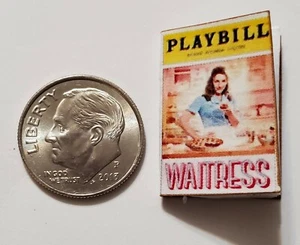 LIBERTY
IN GOD
WE TRUST
P
2015
PLAYBILL
WAITRESS